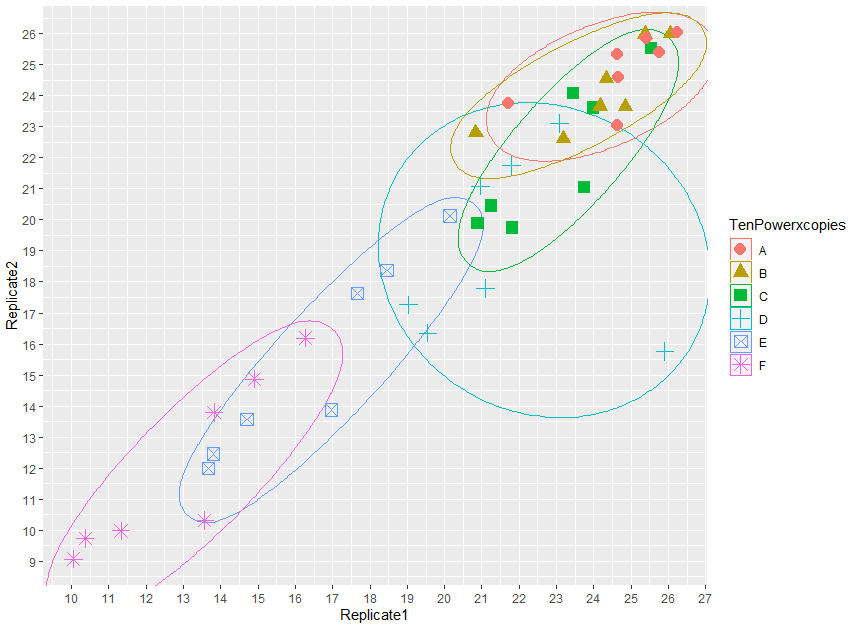 Replicate2
26
25
24
23
22
21
20
19
18
17
16
15
14
13
12
11
10
9
10 11 12 13 14 15 16 17 18 19 20 21 22 23 24 25 26 27
Replicate1
TenPowerxcopies
A
B
C
D
E
F